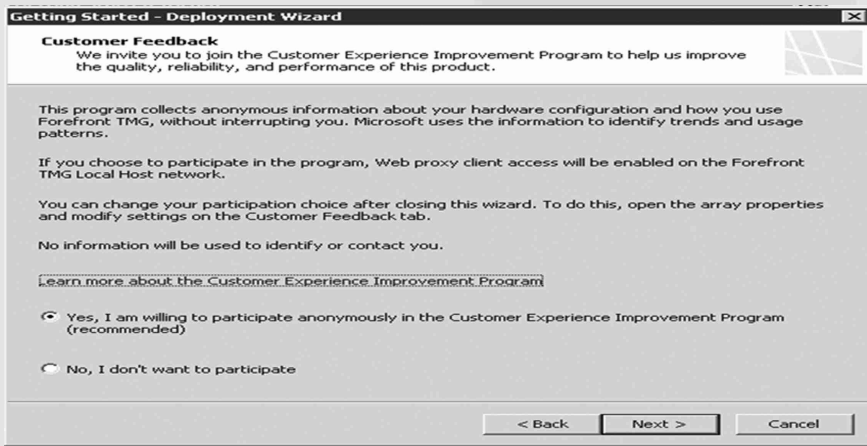 Getting Started - Deployment Wizard
Customer Feedback
We invite you to join the Customer Experience Improvement Program to help us improve
the quality, reliability, and performance of this product.
This program collects anonymous information about your hardware configuration and how you use
Forefront TMG, without interrupting you. Microsoft uses the information to identify trends and usage
patterns.
If you choose to participate in the program, Web proxy client access will be enabled on the Forefront
TMG Local Host network.
You can change your participation choice after closing this wizard. To do this, open the array properties
and modify settings on the Customer Feedback tab.
No information will be used to identify or contact you.
Learn more about the Customer Experience Improvement Program
Yes, I am willing to participate anonymously in the Customer Experience Improvement Program
(recommended)
No, I don't want to participate
< Back Next > Cancel